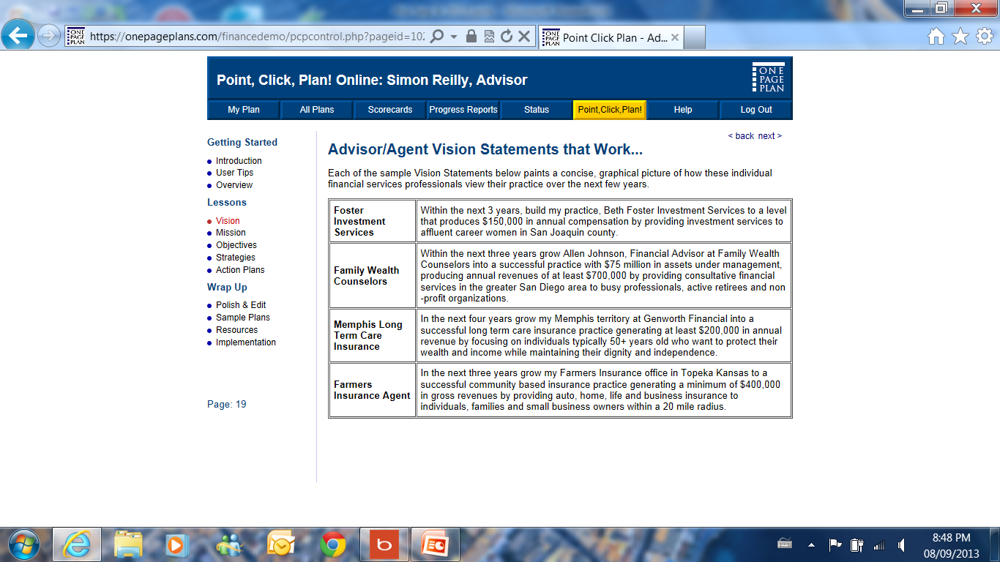 https://onepageplans.com/financedemo/pcpcontrol.php?pageid=102
ONE PAGE PLAN
Point Click Plan - Ad...
Point, Click, Plan! Online: Simon Reilly, Advisor
ONE
PAGE
PLAN
My Plan
All Plans
Scorecards
Progress Reports
Status
Point,Click,Plan!
Help
Log Out
Getting Started
Introduction
User Tips
Overview
Lessons
Vision
Mission
Objectives
Strategies
Action Plans
Wrap Up
Polish & Edit
Sample Plans
Resources
Implementation
Page: 19
< back next >
Advisor/Agent Vision Statements that Work...
Each of the sample Vision Statements below paints a concise, graphical picture of how these individual
financial services professionals view their practice over the next few years.
Foster
Investment
Services
Within the next 3 years, build my practice, Beth Foster Investment Services to a level
that produces $150,000 in annual compensation by providing investment services to
affluent career women in San Joaquin county.
Family Wealth
Counselors
Within the next three years grow Allen Johnson, Financial Advisor at Family Wealth
Counselors into a successful practice with $75 million in assets under management,
producing annual revenues of at least $700,000 by providing consultative financial
services in the greater San Diego area to busy professionals, active retirees and non
-profit organizations.
Memphis Long
Term Care
Insurance
In the next four years grow my Memphis territory at Genworth Financial into a
successful long term care insurance practice generating at least $200,000 in annual
revenue by focusing on individuals typically 50+ years old who want to protect their
wealth and income while maintaining their dignity and independence.
Farmers
Insurance Agent
In the next three years grow my Farmers Insurance office in Topeka Kansas to a
successful community based insurance practice generating a minimum of $400,000
in gross revenues by providing auto, home, life and business insurance to
individuals, families and small business owners within a 20 mile radius.
b
8:48 PM
08/09/2013